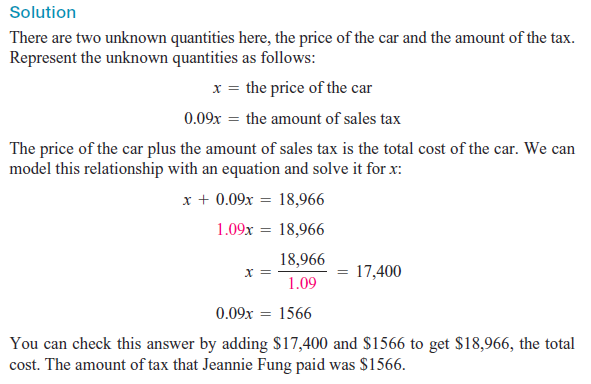 Solution
There are two unknown quantities here, the price of the car and the amount of the tax.
Represent the unknown quantities as follows:
x = the price of the car
0.09x = the amount of sales tax
The price of the car plus the amount of sales tax is the total cost of the car. We can
model this relationship with an equation and solve it for x:
x + 0.09x = 18,966
1.09x = 18,966
x = 18,966/1.09 = 17,400
0.09x = 1566
You can check this answer by adding $17,400 and $1566 to get $18,966, the total
cost. The amount of tax that Jeannie Fung paid was $1566.